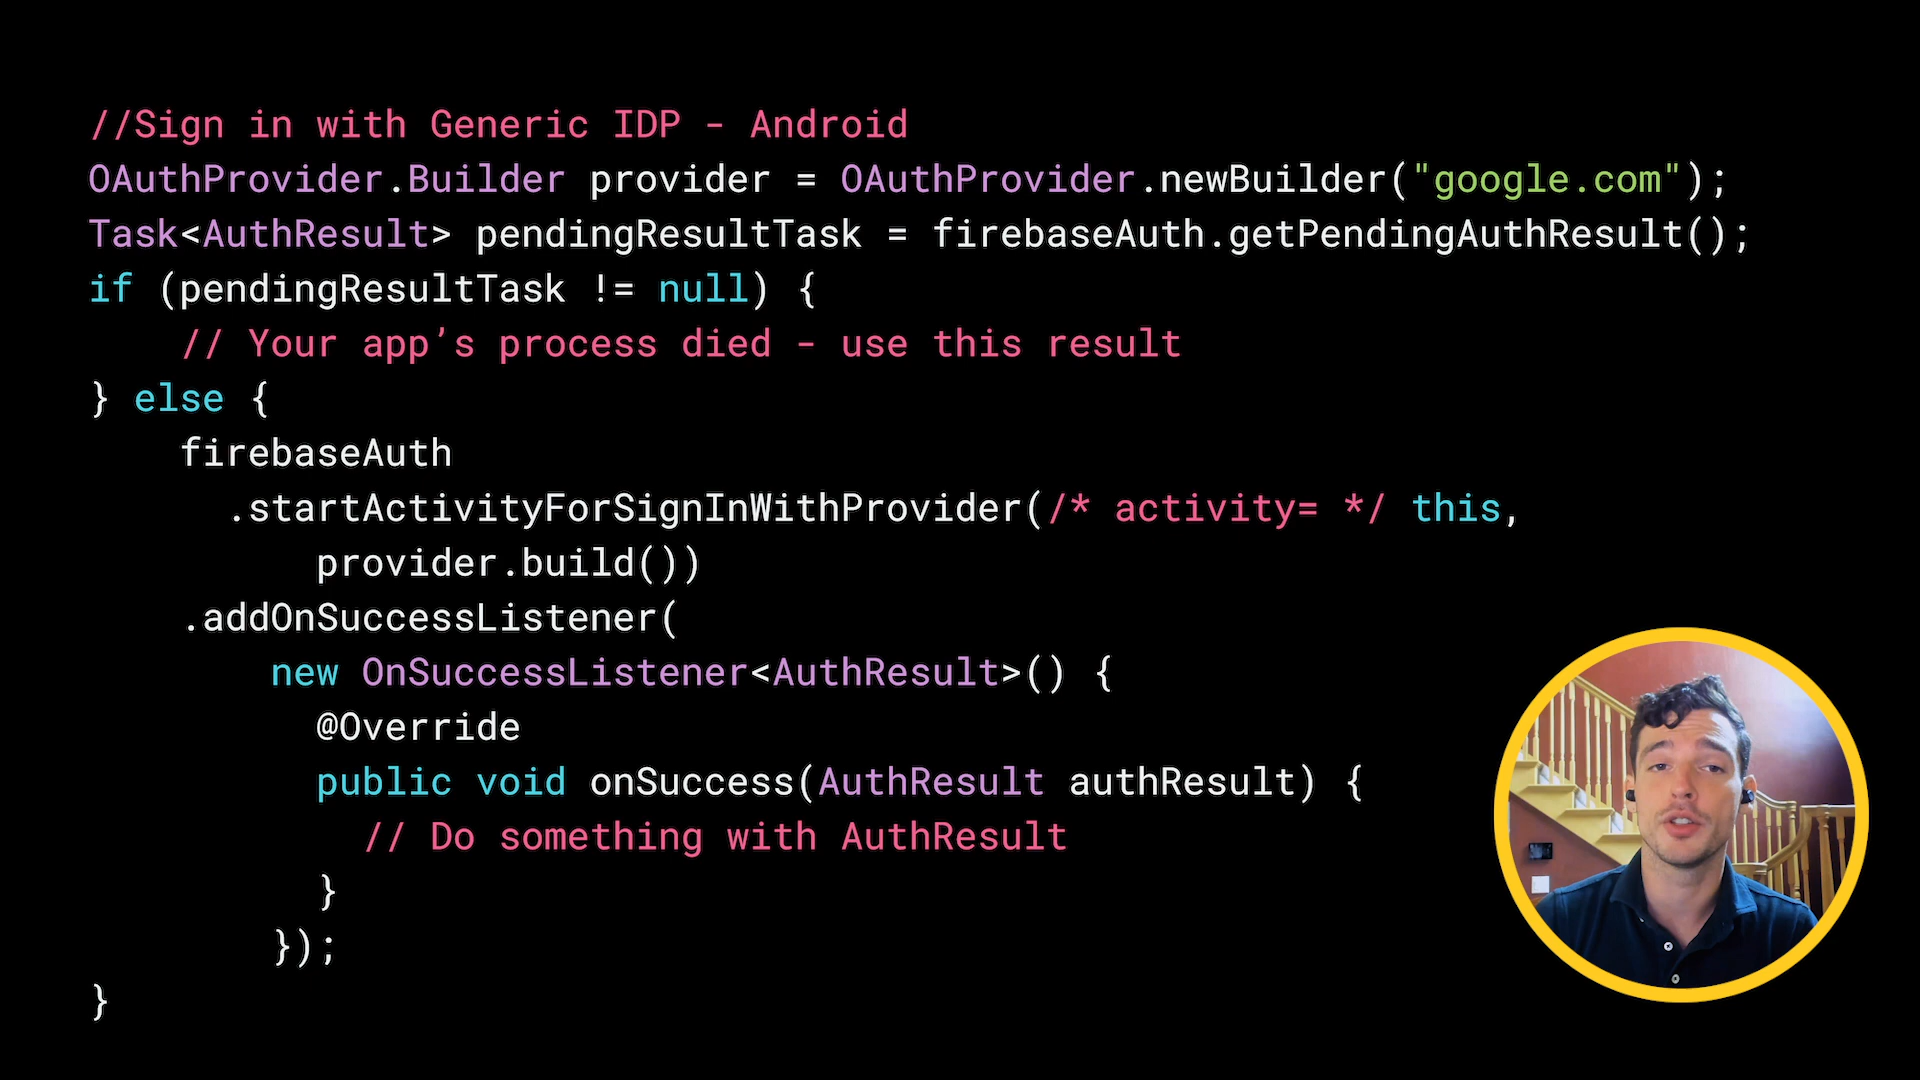 //Sign in with Generic IDP - Android
OAuthProvider.Builder provider = OAuthProvider.newBuilder("google.com");
Task<AuthResult> pendingResultTask = firebaseAuth.getPendingAuthResult();
if (pendingResultTask != null) {
// Your app’s process died - use this result
} else {
firebaseAuth
.startActivityForSignInWithProvider(/* activity= */ this,
provider.build())
.addOnSuccessListener(
new OnSuccessListener<AuthResult>() {
@Override
public void onSuccess(AuthResult authResult) {
// Do something with AuthResult
}
});
}